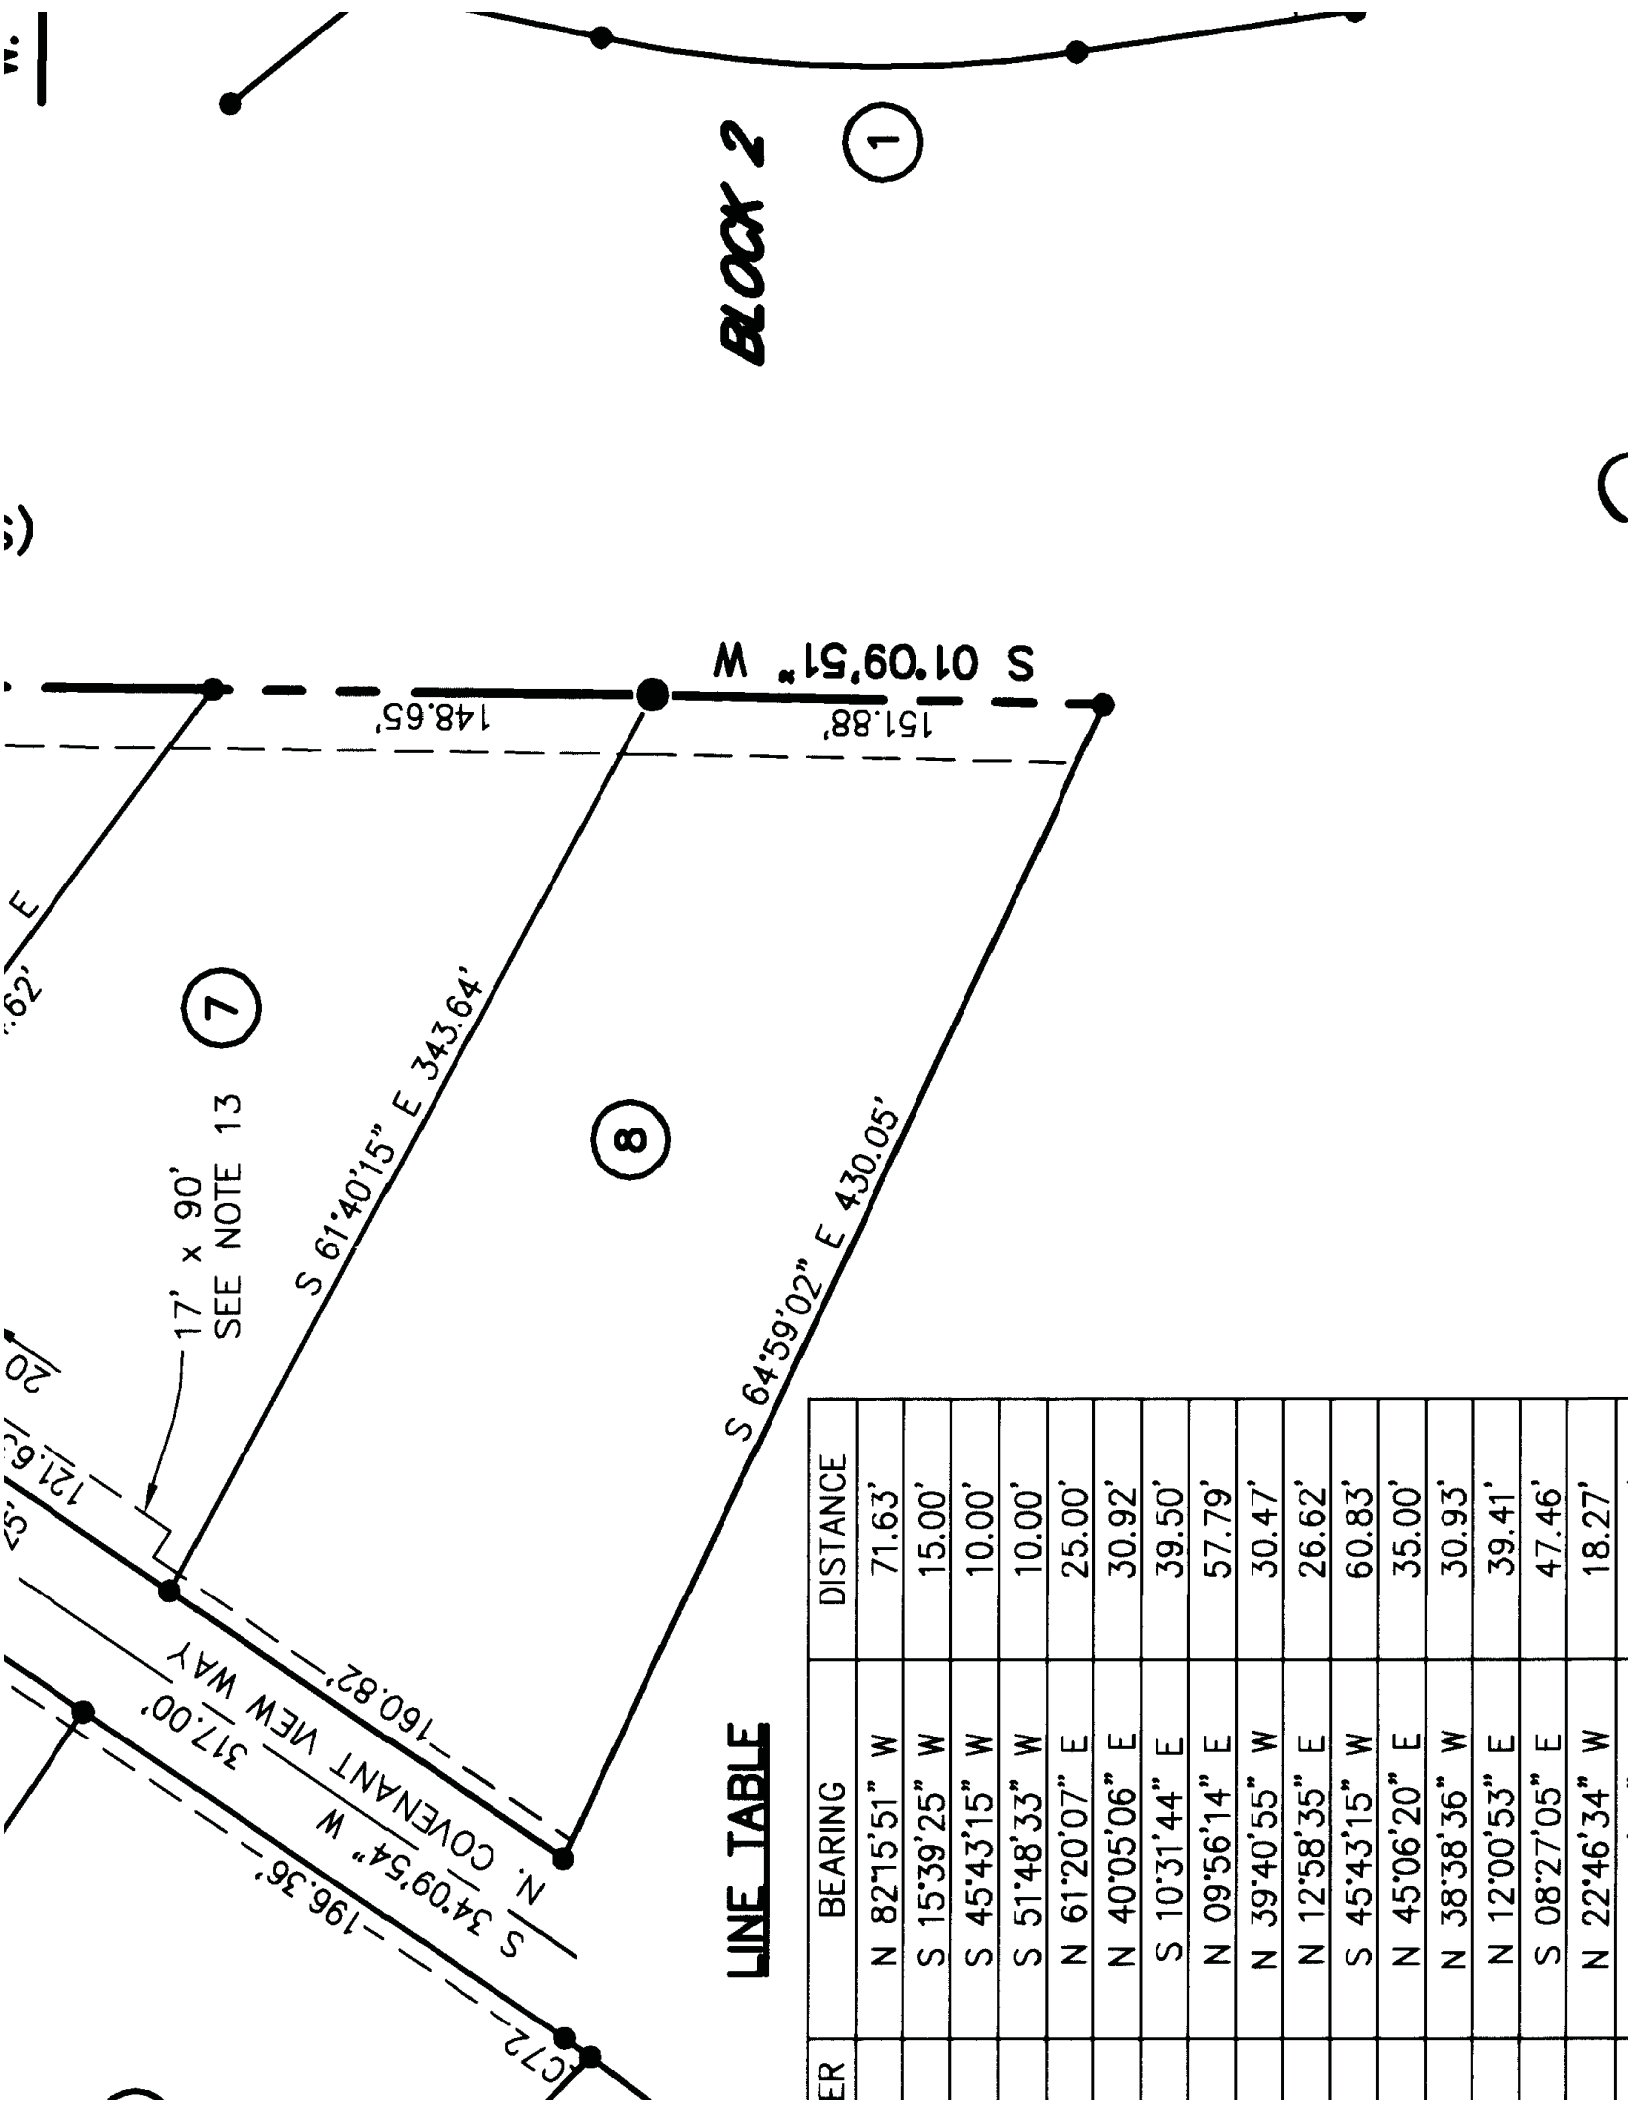 W.
BLOCK 2
1
S 01°09'51" W
148.65'
151.88'
E
.62'
7
17' x 90'
SEE NOTE 13
S 61°40'15" E 343.64'
8
S 64°59'02" E 430.05'
20
25'
160.82'
N. COVENANT VIEW WAY
317.00'
S 34°09'54" W
196.36'
C72
LINE TABLE
ER BEARING DISTANCE
N 82°15'51" W 71.63'
S 15°39'25" W 15.00'
S 45°43'15" W 10.00'
S 51°48'33" W 10.00'
N 61°20'07" E 25.00'
N 40°05'06" E 30.92'
S 10°31'44" E 39.50'
N 09°56'14" E 57.79'
N 39°40'55" W 30.47'
N 12°58'35" E 26.62'
S 45°43'15" W 60.83'
N 45°06'20" E 35.00'
N 38°38'36" W 30.93'
N 12°00'53" E 39.41'
S 08°27'05" E 47.46'
N 22°46'34" W 18.27'